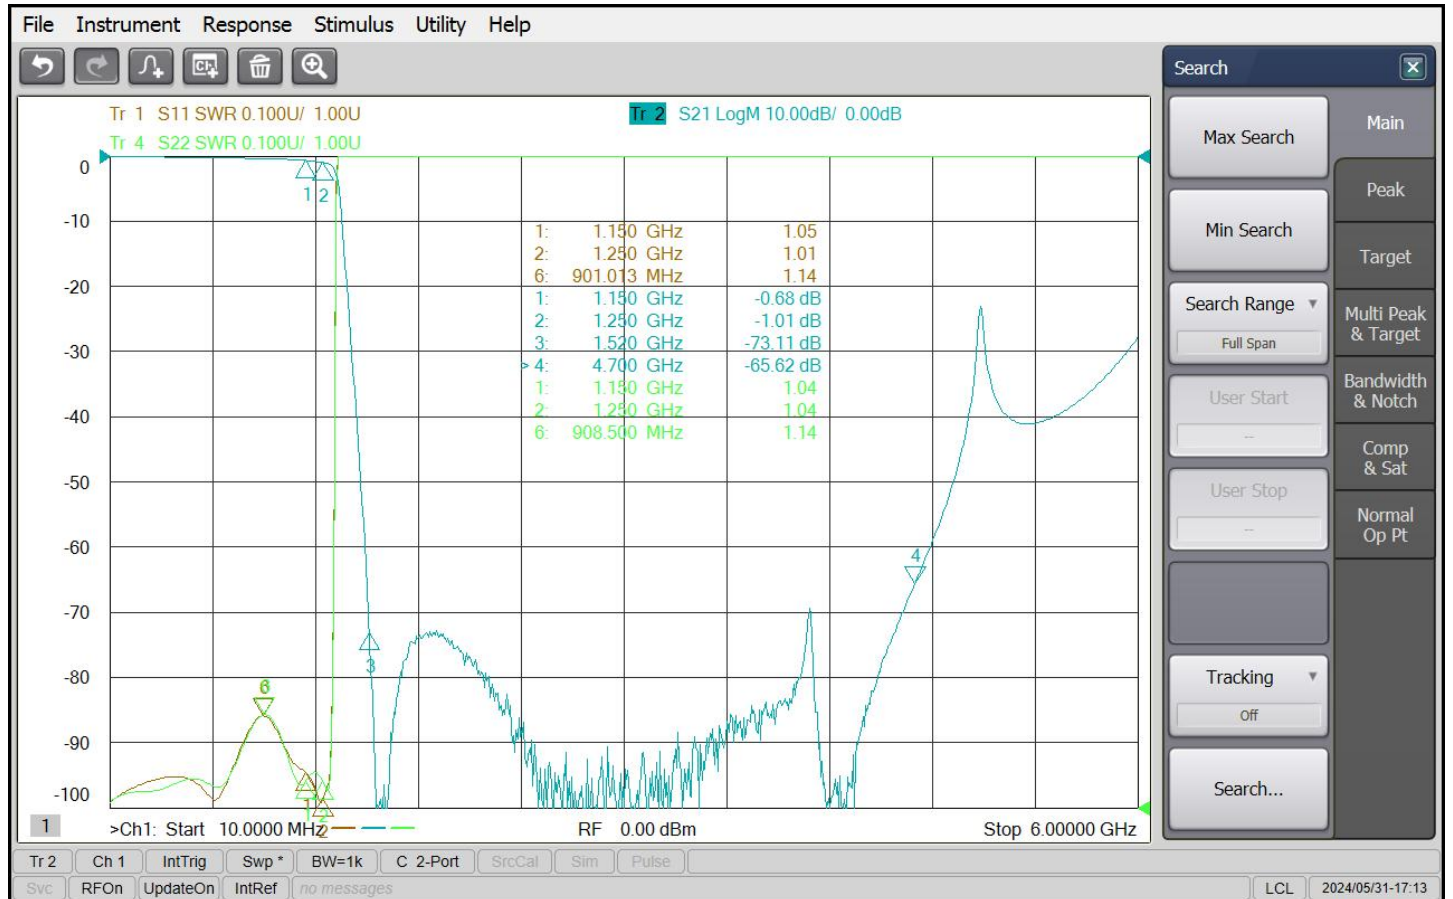 File Instrument Response Stimulus Utility Help
Tr 1 S11 SWR 0.100U/ 1.00U
Tr 2 S21 LogM 10.00dB/ 0.00dB
Tr 4 S22 SWR 0.100U/ 1.00U
0
-10
-20
-30
-40
-50
-60
-70
-80
-90
-100
1 2
3
4
6
1
2
2
1: 1.150 GHz 1.05
2: 1.250 GHz 1.01
6: 901.013 MHz 1.14
1: 1.150 GHz -0.68 dB
2: 1.250 GHz -1.01 dB
3: 1.520 GHz -73.11 dB
> 4: 4.700 GHz -65.62 dB
1: 1.150 GHz 1.04
2: 1.250 GHz 1.04
6: 908.500 MHz 1.14
1 >Ch1: Start 10.0000 MHz RF 0.00 dBm Stop 6.00000 GHz
Search
Max Search
Min Search
Search Range
Full Span
User Start
--
User Stop
--
Tracking
Off
Search...
Main
Peak
Target
Multi Peak
& Target
Bandwidth
& Notch
Comp
& Sat
Normal
Op Pt
Tr 2 Ch 1 IntTrig Swp * BW=1k C 2-Port SrcCal Sim Pulse
Svc RFOn UpdateOn IntRef no messages LCL 2024/05/31-17:13